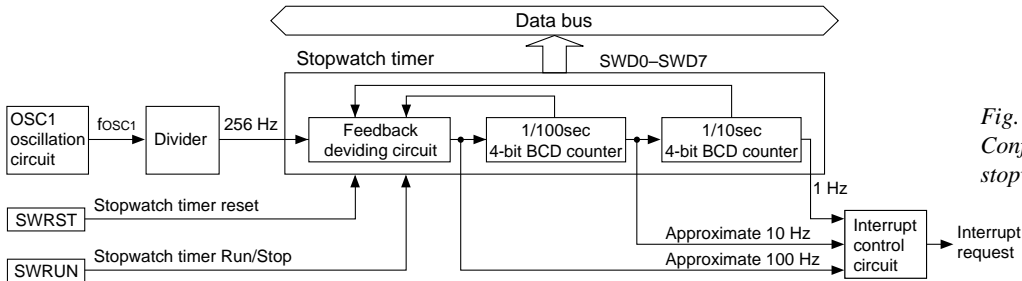 Data bus
Stopwatch timer
SWD0–SWD7
OSC1
oscillation
circuit
fOSC1
Divider
256 Hz
Feedback
deviding circuit
1/100sec
4-bit BCD counter
1/10sec
4-bit BCD counter
Fig.
stopv
1 Hz
SWRST
Stopwatch timer reset
SWRUN
Stopwatch timer Run/Stop
Approximate 10 Hz
Approximate 100 Hz
Interrupt
control
circuit
Interrupt
request